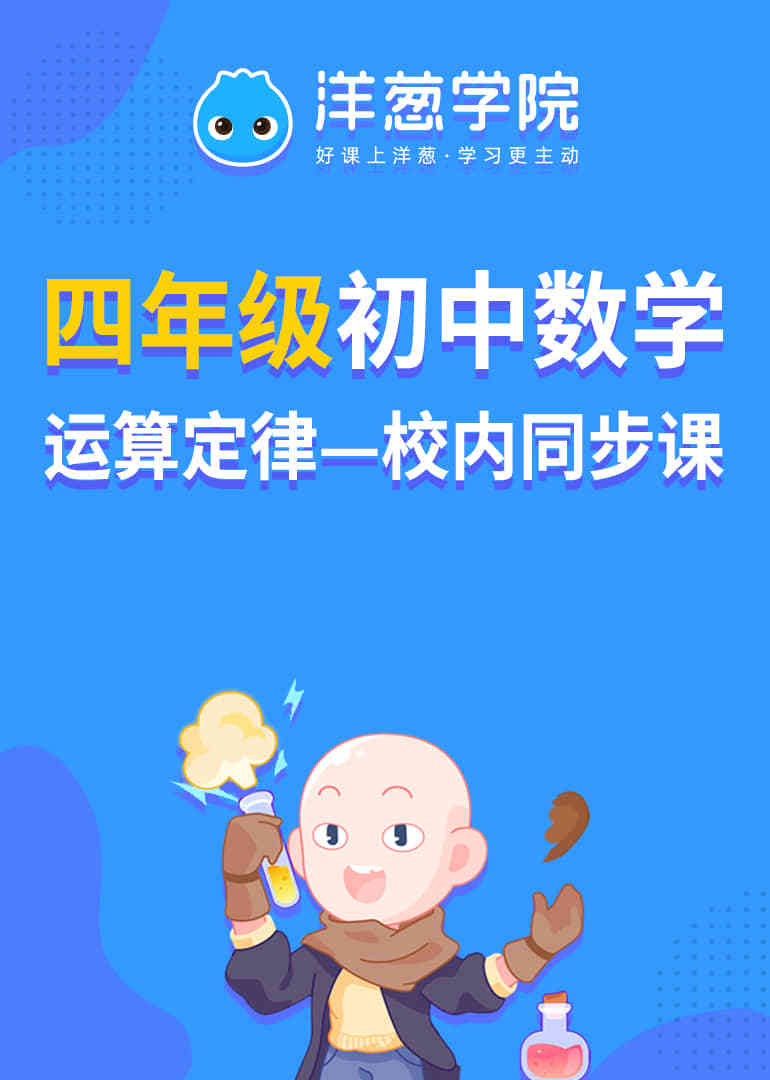 洋葱学院
好课上洋葱·学习更主动
四年级初中数学
运算定律—校内同步课